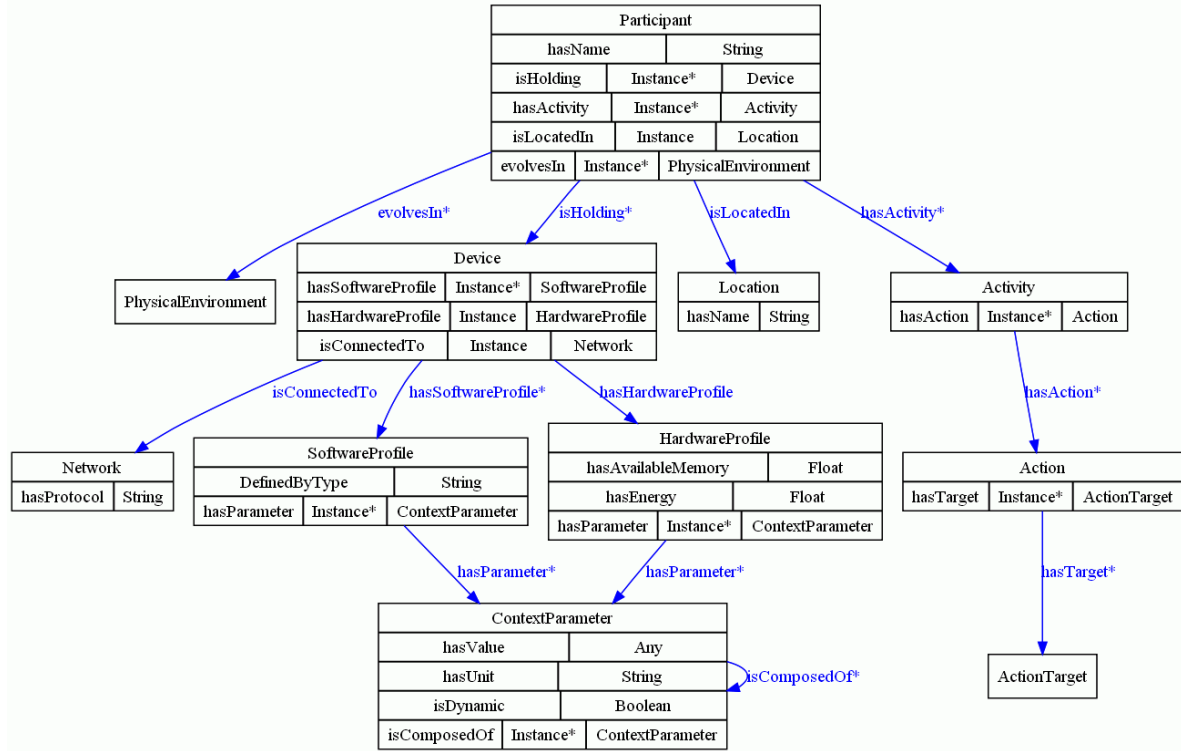 Participant
hasName String
isHolding Instance* Device
hasActivity Instance* Activity
isLocatedIn Instance Location
evolvesIn Instance* PhysicalEnvironment
evolvesIn* isHolding* isLocatedIn hasActivity*
PhysicalEnvironment
Device
hasSoftwareProfile Instance* SoftwareProfile
hasHardwareProfile Instance HardwareProfile
isConnectedTo Instance Network
Location
hasName String
Activity
hasAction Instance* Action
isConnectedTo hasSoftwareProfile* hasHardwareProfile hasAction*
Network
hasProtocol String
SoftwareProfile
DefinedByType String
hasParameter Instance* ContextParameter
HardwareProfile
hasAvailableMemory Float
hasEnergy Float
hasParameter Instance* ContextParameter
Action
hasTarget Instance* ActionTarget
hasParameter* hasParameter* hasTarget*
ContextParameter
hasValue Any
hasUnit String
isDynamic Boolean
isComposedOf Instance* ContextParameter
isComposedOf*
ActionTarget